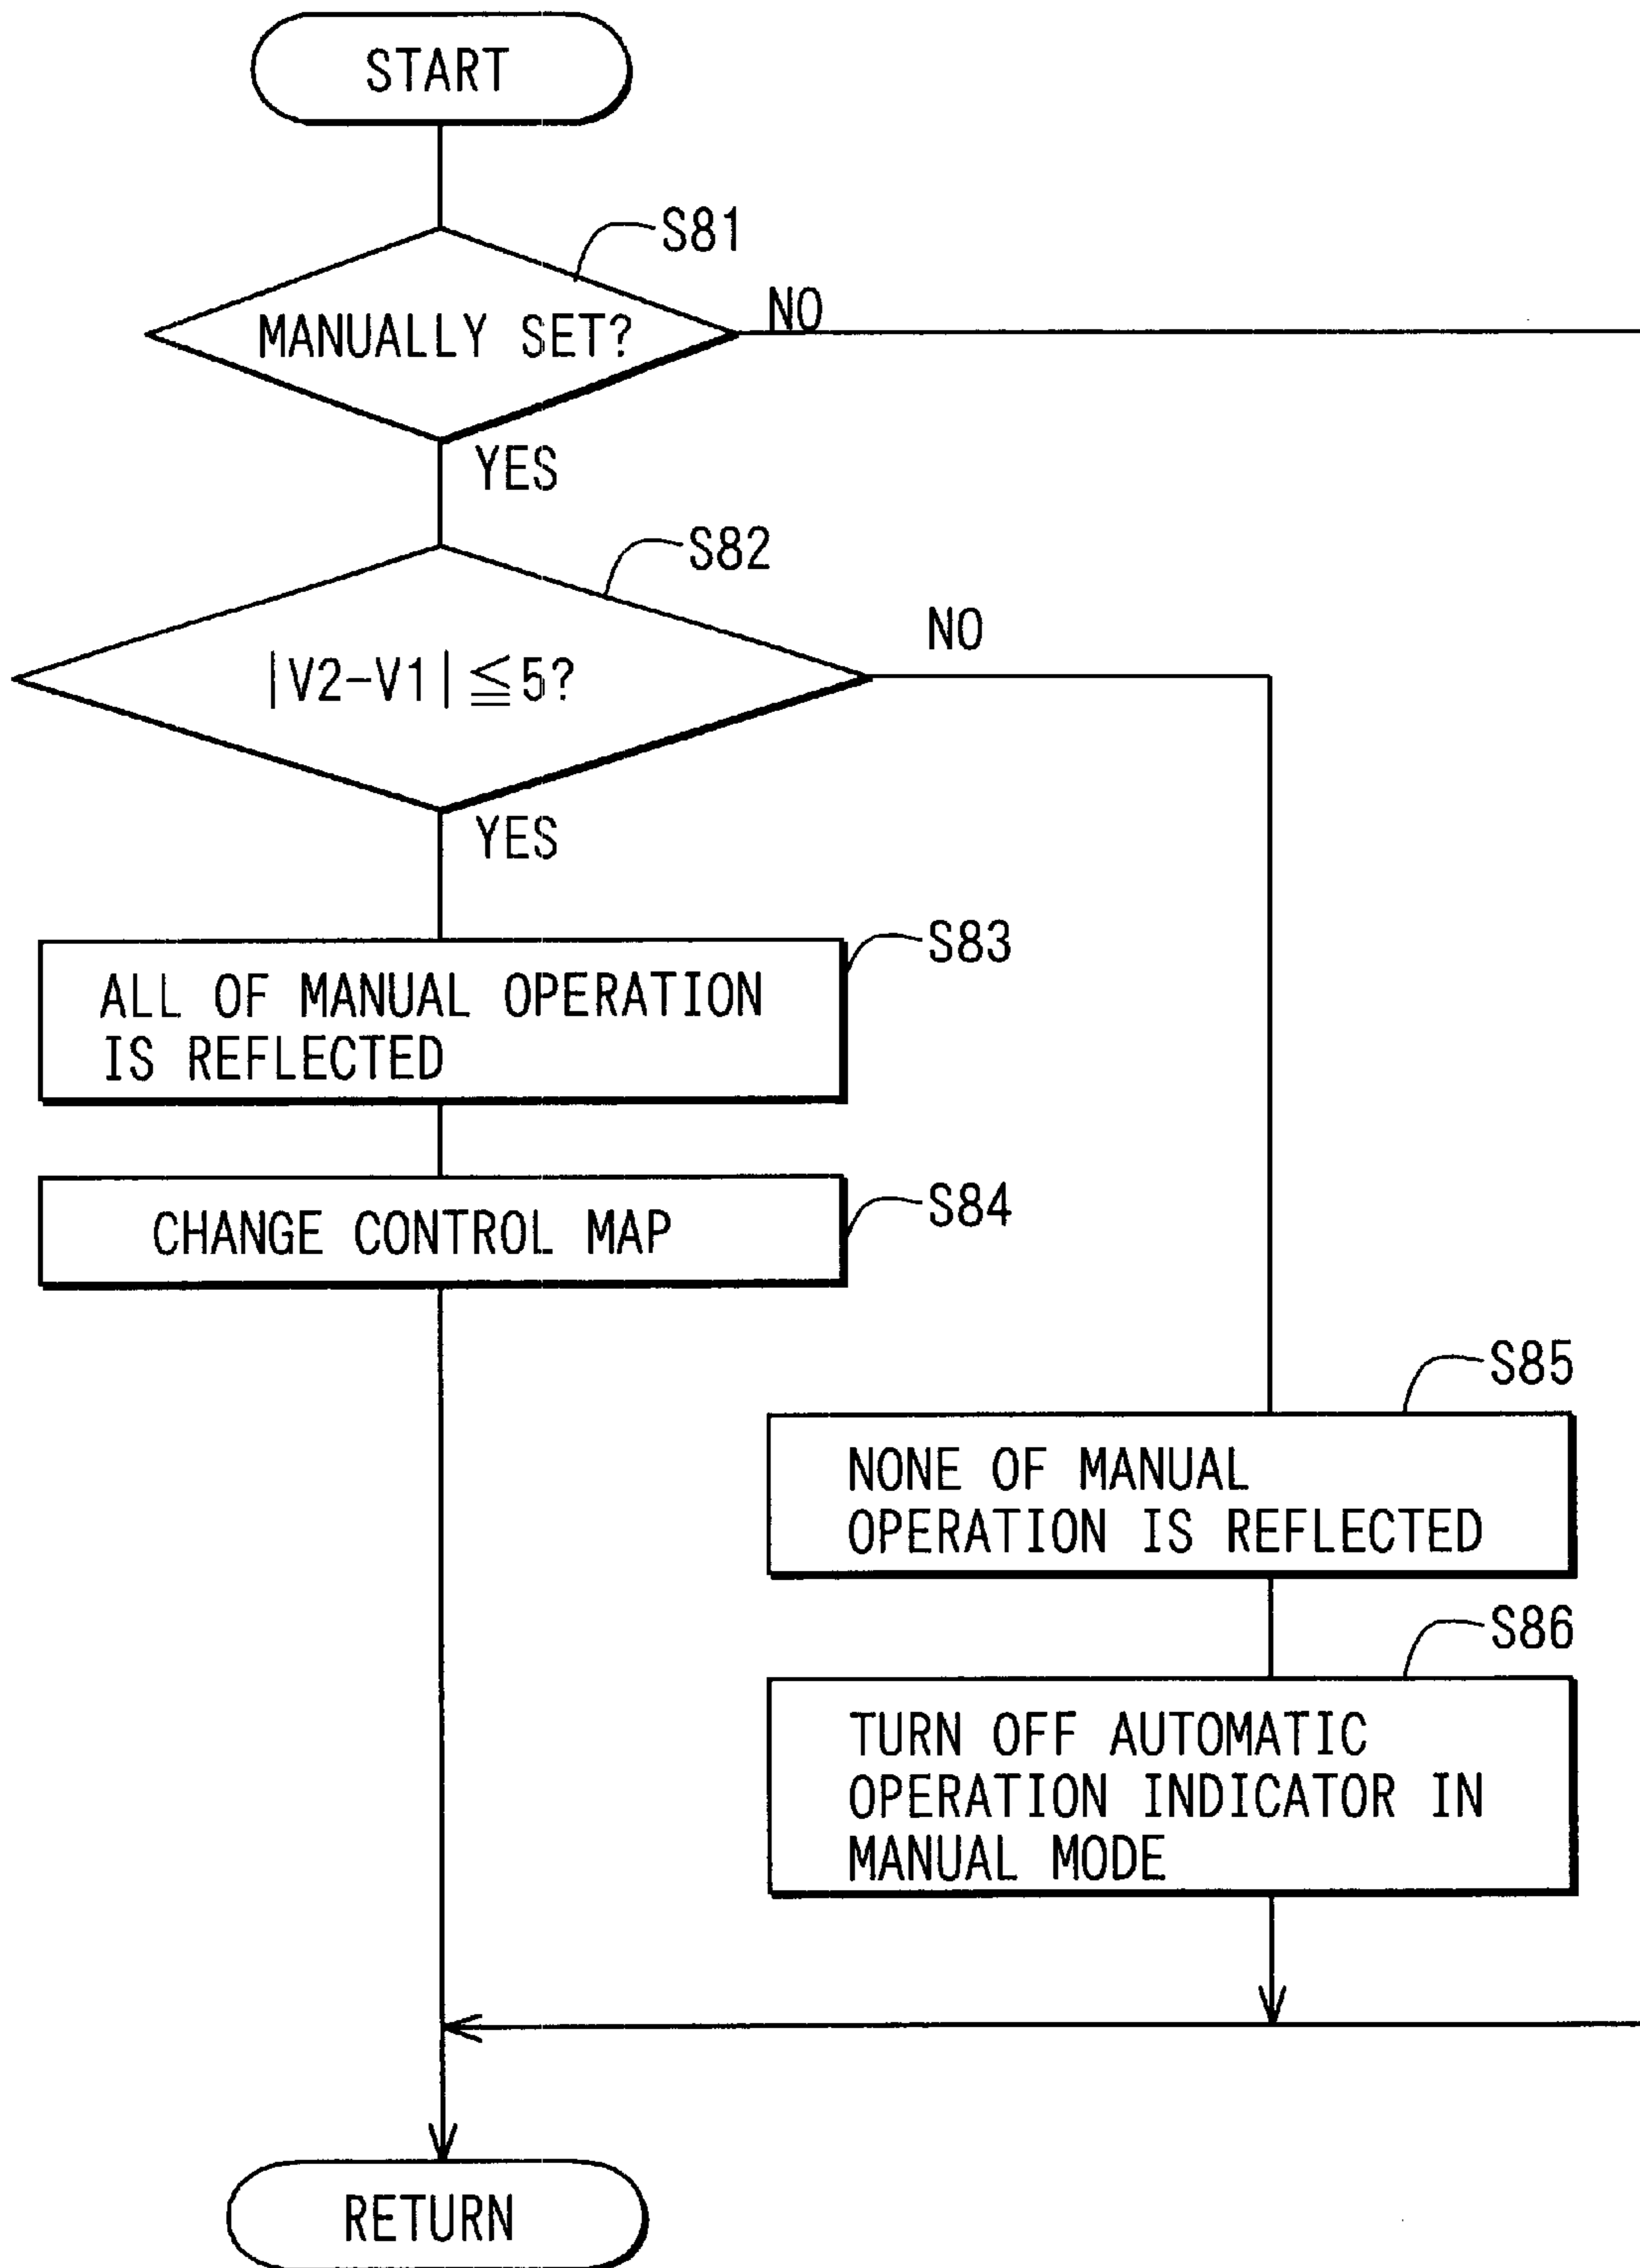 START
S81
MANUALLY SET?
NO
YES
S82
|V2-V1|≦5?
NO
YES
S83
ALL OF MANUAL OPERATION
IS REFLECTED
S84
CHANGE CONTROL MAP
S85
NONE OF MANUAL
OPERATION IS REFLECTED
S86
TURN OFF AUTOMATIC
OPERATION INDICATOR IN
MANUAL MODE
RETURN